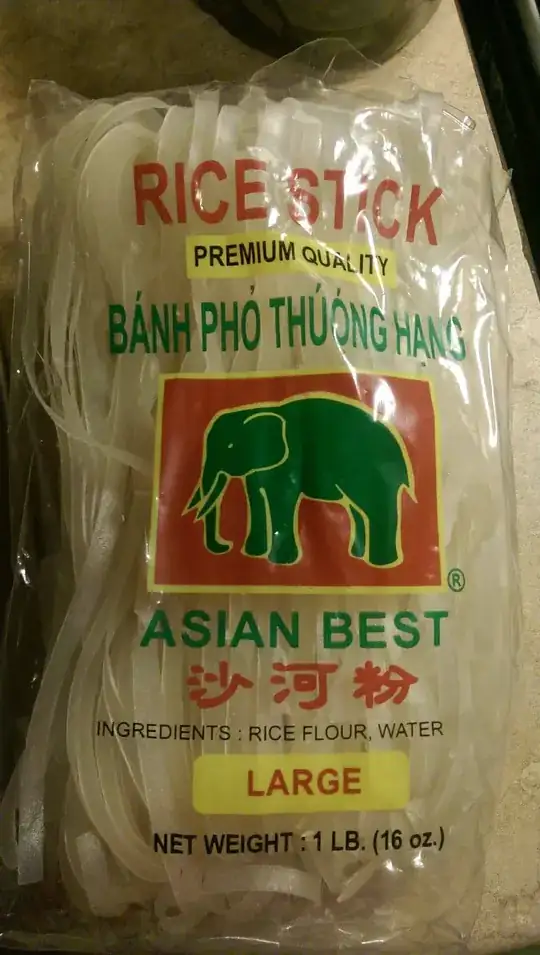 RICE STICK
PREMIUM QUALITY
BÁNH PHỞ THÚÓNG HẠNG
®
ASIAN BEST
沙河粉
INGREDIENTS : RICE FLOUR, WATER
LARGE
NET WEIGHT : 1 LB. (16 oz.)